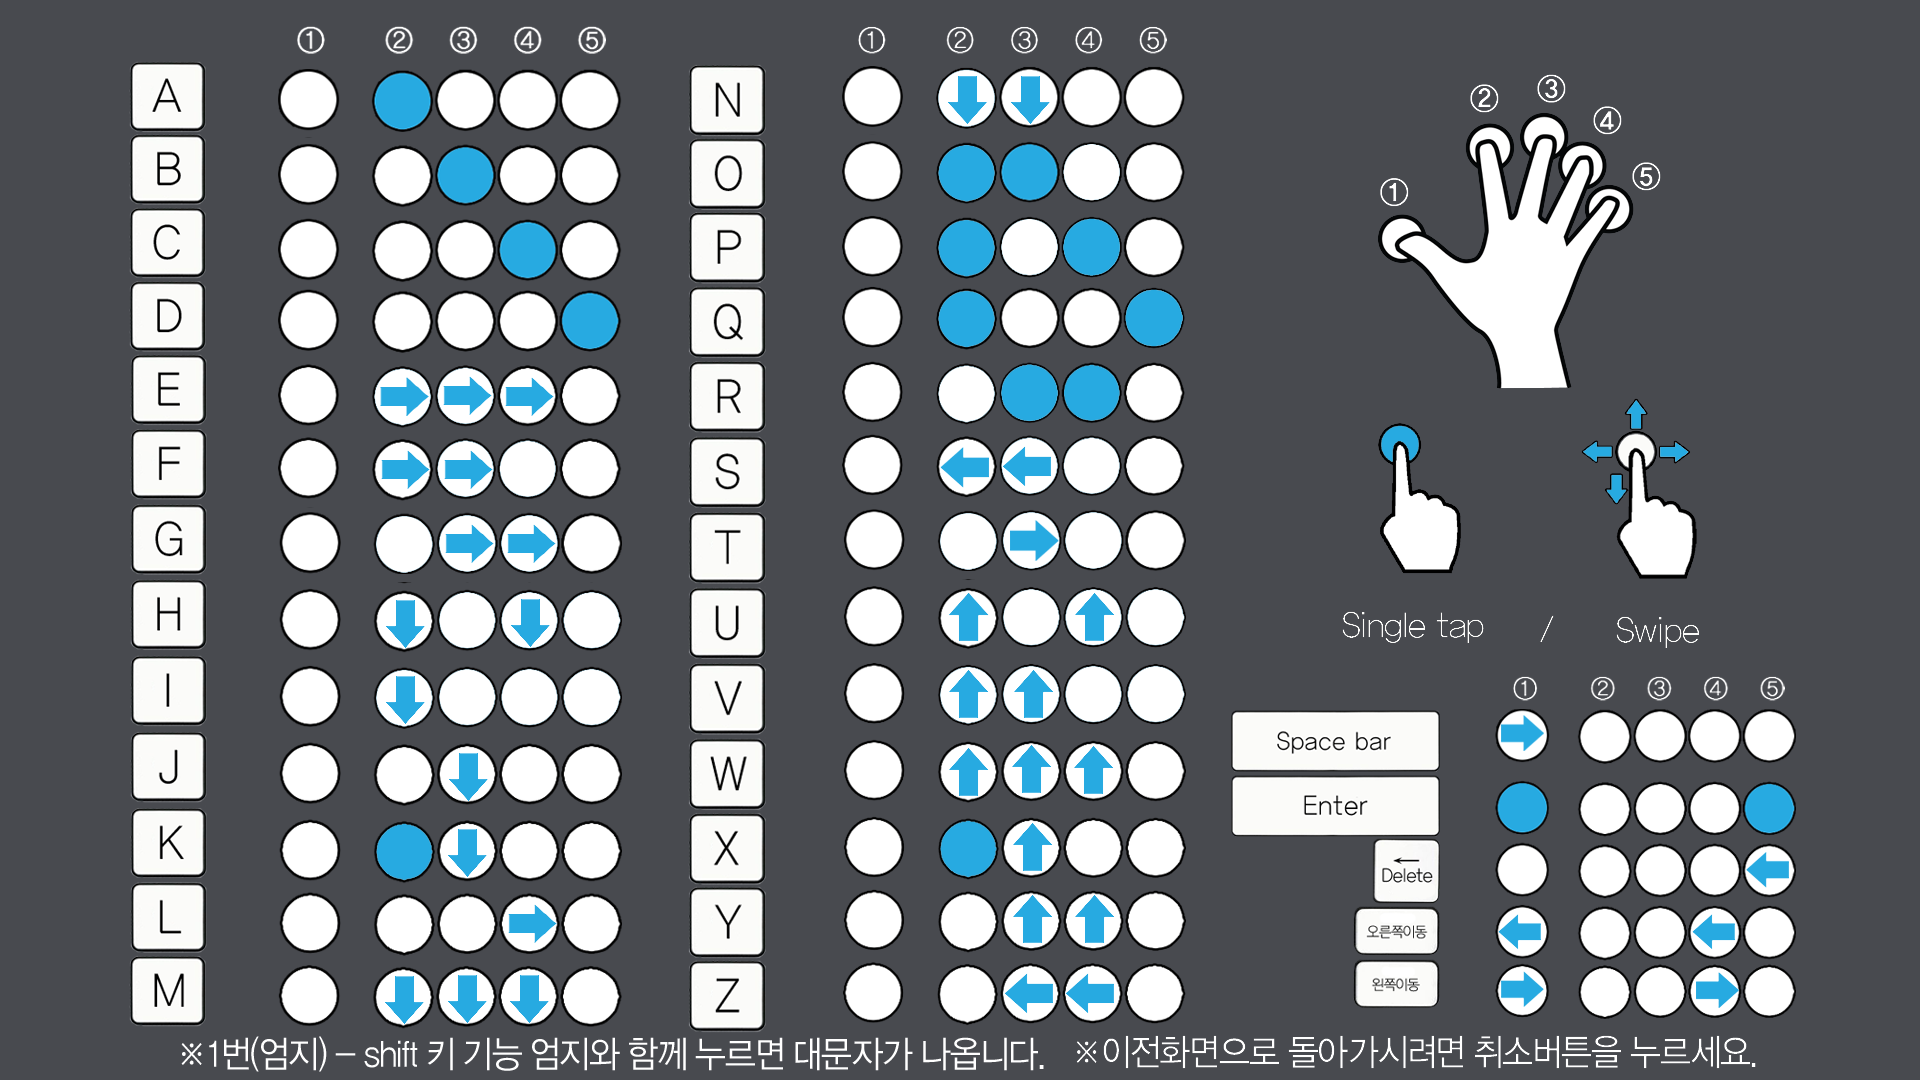 ① ② ③ ④ ⑤
A
B
C
D
E
F
G
H
I
J
K
L
M
① ② ③ ④ ⑤
N
O
P
Q
R
S
T
U
V
W
X
Y
Z
① ② ③ ④ ⑤
Single tap / Swipe
① ② ③ ④ ⑤
Space bar
Enter
←
Delete
오른쪽이동
왼쪽이동
※1번(엄지) – shift 키 기능 엄지와 함께 누르면 대문자가 나옵니다. ※이전화면으로 돌아가시려면 취소버튼을 누르세요.